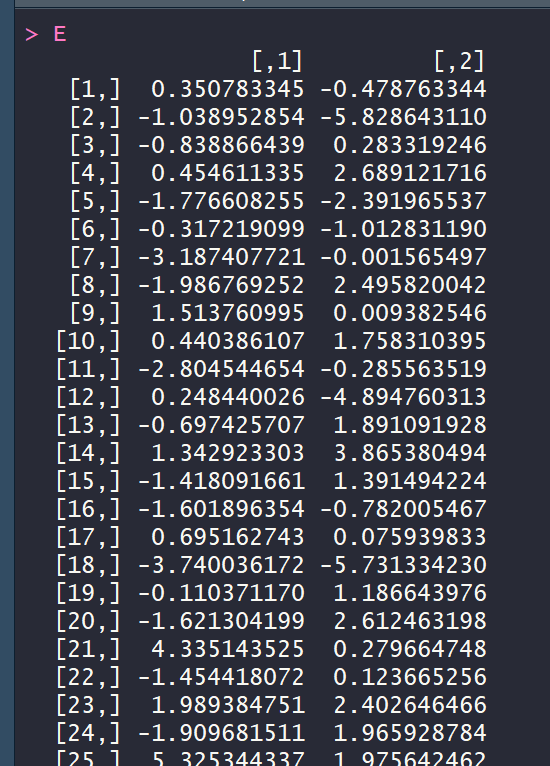 > E
[,1] [,2]
[1,] 0.350783345 -0.478763344
[2,] -1.038952854 -5.828643110
[3,] -0.838866439 0.283319246
[4,] 0.454611335 2.689121716
[5,] -1.776608255 -2.391965537
[6,] -0.317219099 -1.012831190
[7,] -3.187407721 -0.001565497
[8,] -1.986769252 2.495820042
[9,] 1.513760995 0.009382546
[10,] 0.440386107 1.758310395
[11,] -2.804544654 -0.285563519
[12,] 0.248440026 -4.894760313
[13,] -0.697425707 1.891091928
[14,] 1.342923303 3.865380494
[15,] -1.418091661 1.391494224
[16,] -1.601896354 -0.782005467
[17,] 0.695162743 0.075939833
[18,] -3.740036172 -5.731334230
[19,] -0.110371170 1.186643976
[20,] -1.621304199 2.612463198
[21,] 4.335143525 0.279664748
[22,] -1.454418072 0.123665256
[23,] 1.989384751 2.402646466
[24,] -1.909681511 1.965928784
[25,] 5.325344337 1.975642462